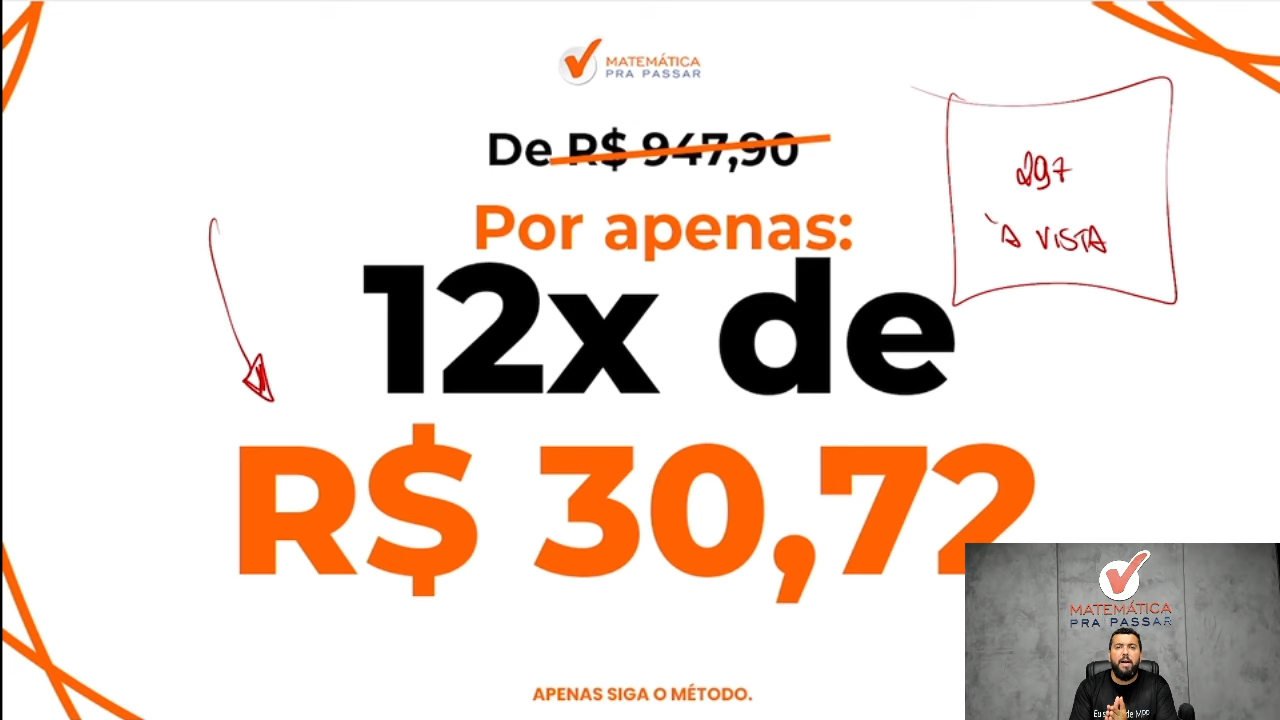 MATEMÁTICA
PRA PASSAR
De R$ 947,90
Por apenas:
12x de
R$ 30,72
297
À VISTA
MATEMÁTICA
PRA PASSAR
APENAS SIGA O MÉTODO.